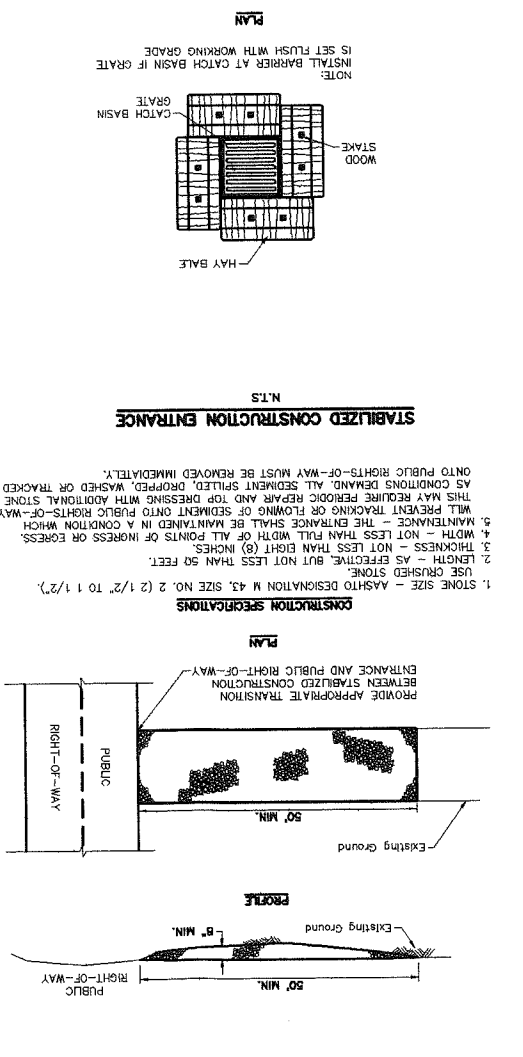 50' MIN.
PUBLIC
RIGHT-OF-WAY
Existing Ground
8" MIN.
PROFILE
Existing Ground
50' MIN.
PUBLIC
RIGHT-OF-WAY
PROVIDE APPROPRIATE TRANSITION
BETWEEN STABILIZED CONSTRUCTION
ENTRANCE AND PUBLIC RIGHT-OF-WAY
PLAN
CONSTRUCTION SPECIFICATIONS
1. STONE SIZE – AASHTO DESIGNATION M 43, SIZE NO. 2 (2 1/2" TO 1 1/2").
USE CRUSHED STONE.
2. LENGTH – AS EFFECTIVE, BUT NOT LESS THAN 50 FEET.
3. THICKNESS – NOT LESS THAN EIGHT (8) INCHES.
4. WIDTH – NOT LESS THAN FULL WIDTH OF ALL POINTS OF INGRESS OR EGRESS.
5. MAINTENANCE – THE ENTRANCE SHALL BE MAINTAINED IN A CONDITION WHICH
WILL PREVENT TRACKING OR FLOWING OF SEDIMENT ONTO PUBLIC RIGHTS-OF-WAY.
THIS MAY REQUIRE PERIODIC REPAIR AND TOP DRESSING WITH ADDITIONAL STONE
AS CONDITIONS DEMAND. ALL SEDIMENT SPILLED, DROPPED, WASHED OR TRACKED
ONTO PUBLIC RIGHTS-OF-WAY MUST BE REMOVED IMMEDIATELY.
STABILIZED CONSTRUCTION ENTRANCE
N.T.S
HAY BALE
WOOD
STAKE
CATCH BASIN
GRATE
NOTE:
INSTALL BARRIER AT CATCH BASIN IF GRATE
IS SET FLUSH WITH WORKING GRADE
PLAN